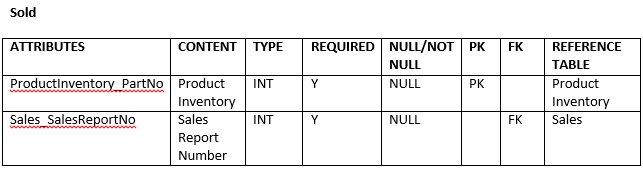 Sold
ATTRIBUTES CONTENT TYPE REQUIRED NULL/NOT NULL PK FK REFERENCE TABLE
ProductInventory_PartNo Product Inventory INT Y NULL PK Product Inventory
Sales_SalesReportNo Sales Report Number INT Y NULL FK Sales